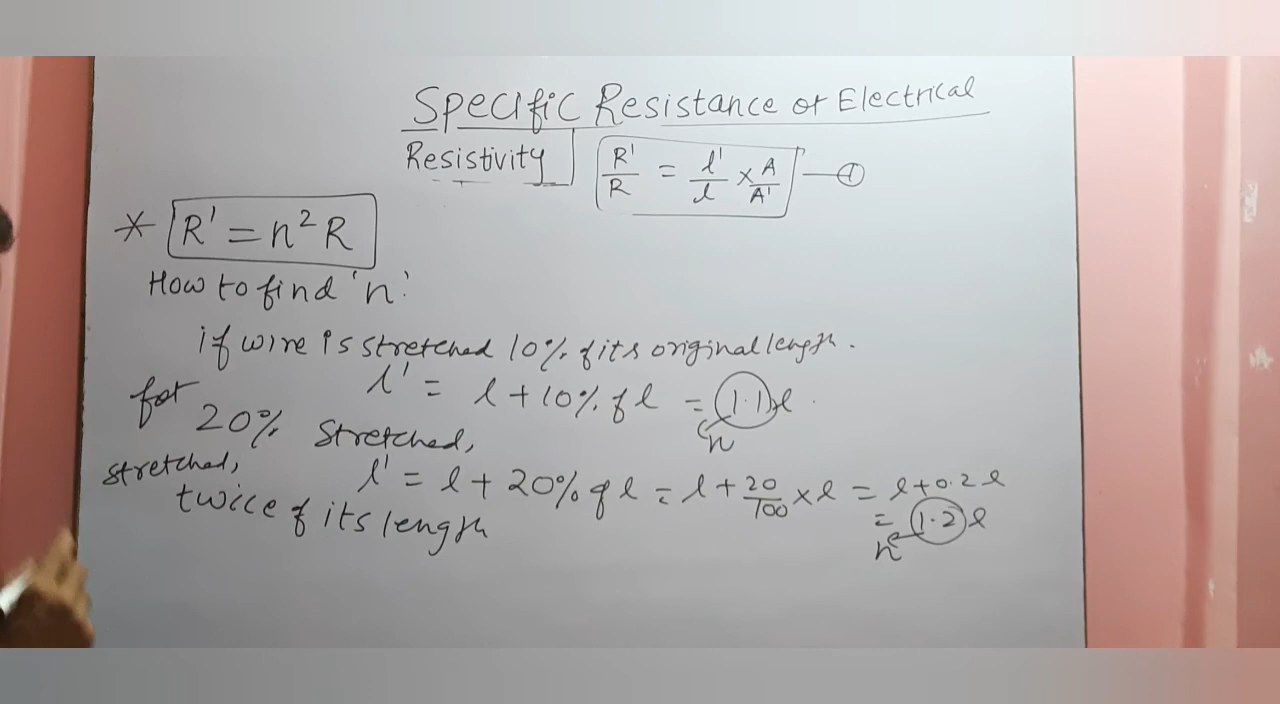 Specific Resistance or Electrical
Resistivity R'/R = l'/l × A/A' — ①
* R' = n²R
How to find 'n'.
if wire is stretched 10% of its original length.
l' = l + 10% of l = 1.1 l.
n
for 20% stretched,
l' = l + 20% of l = l + 20/100 × l = l + 0.2 l
= 1.2 l
n
stretched,
twice of its length